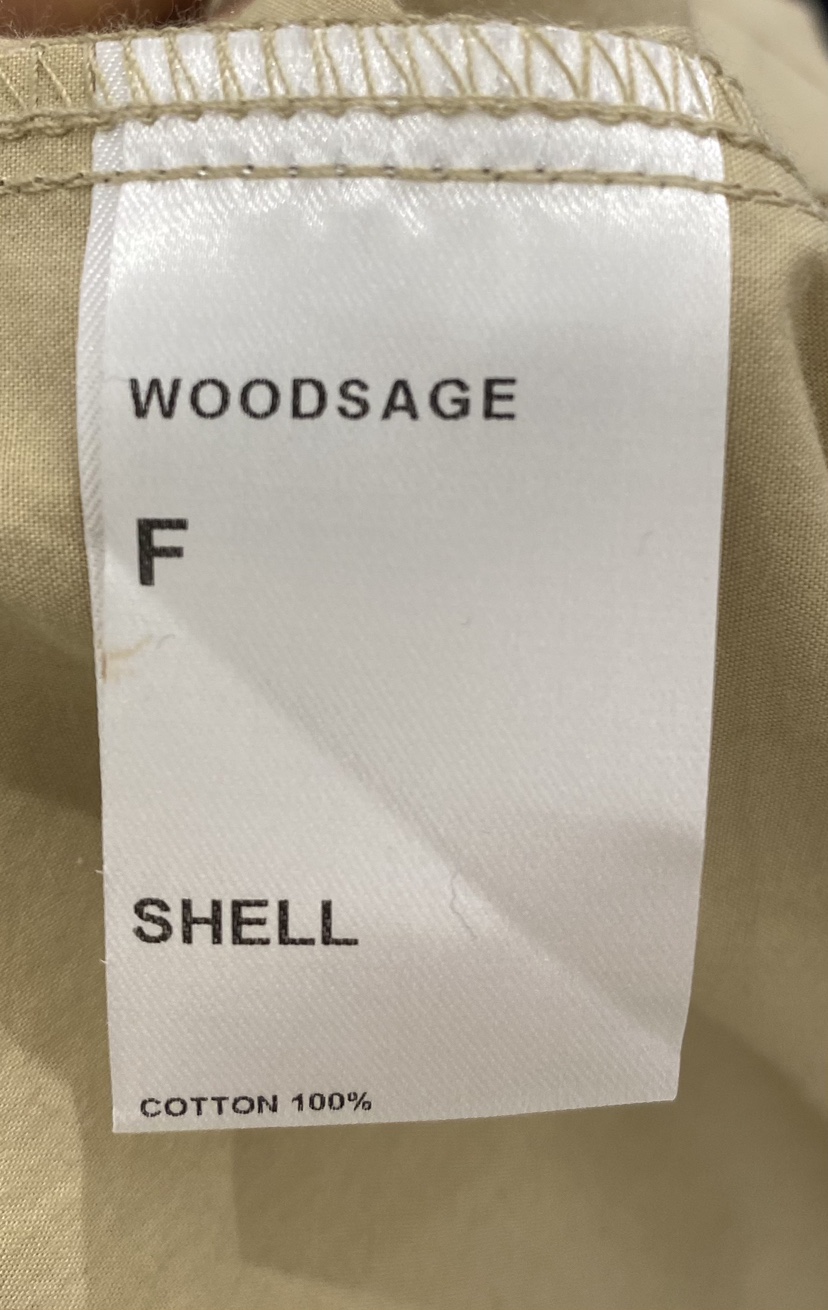 WOODSAGE
F
SHELL
COTTON 100%